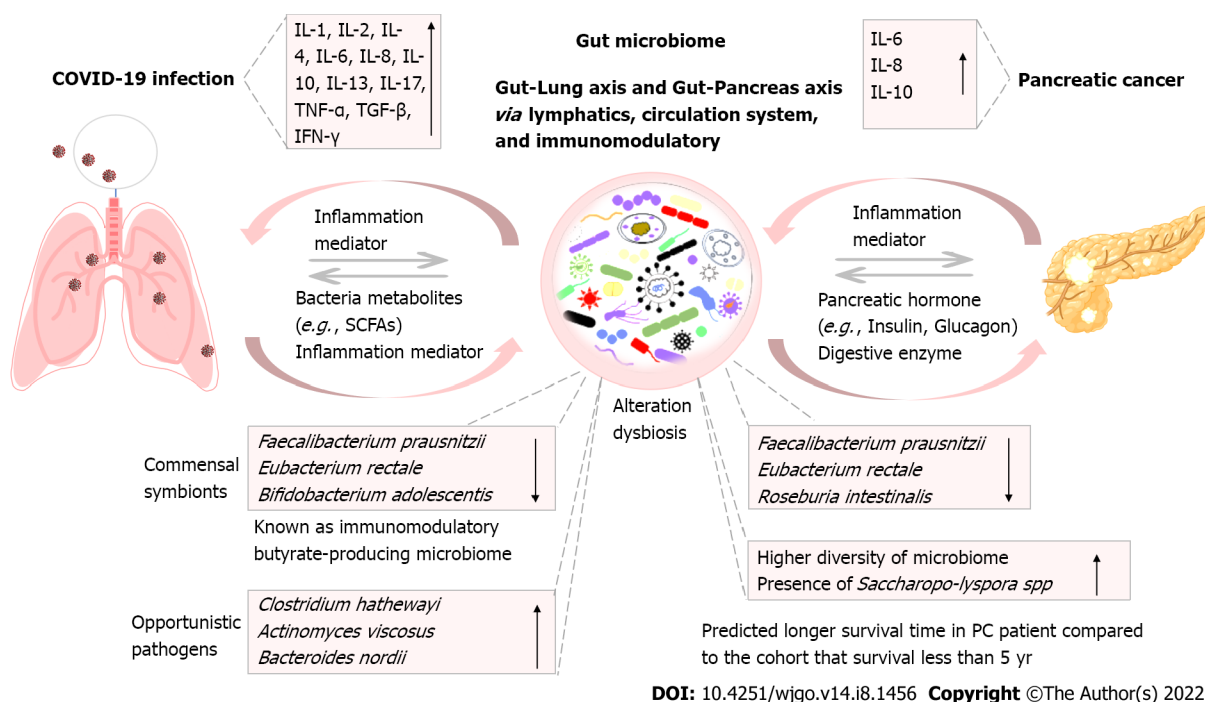 COVID-19 infection
IL-1, IL-2, IL-
4, IL-6, IL-8, IL-
10, IL-13, IL-17,
TNF-α, TGF-β,
IFN-γ
Gut microbiome
Gut-Lung axis and Gut-Pancreas axis
via lymphatics, circulation system,
and immunomodulatory
IL-6
IL-8
IL-10
Pancreatic cancer
Inflammation
mediator
Bacteria metabolites
(e.g., SCFAs)
Inflammation mediator
Inflammation
mediator
Pancreatic hormone
(e.g., Insulin, Glucagon)
Digestive enzyme
Alteration
dysbiosis
Commensal
symbionts
Faecalibacterium prausnitzii
Eubacterium rectale
Bifidobacterium adolescentis
Known as immunomodulatory
butyrate-producing microbiome
Opportunistic
pathogens
Clostridium hathewayi
Actinomyces viscosus
Bacteroides nordii
Faecalibacterium prausnitzii
Eubacterium rectale
Roseburia intestinalis
Higher diversity of microbiome
Presence of Saccharopo-lyspora spp
Predicted longer survival time in PC patient compared
to the cohort that survival less than 5 yr
DOI: 10.4251/wjgo.v14.i8.1456 Copyright ©The Author(s) 2022